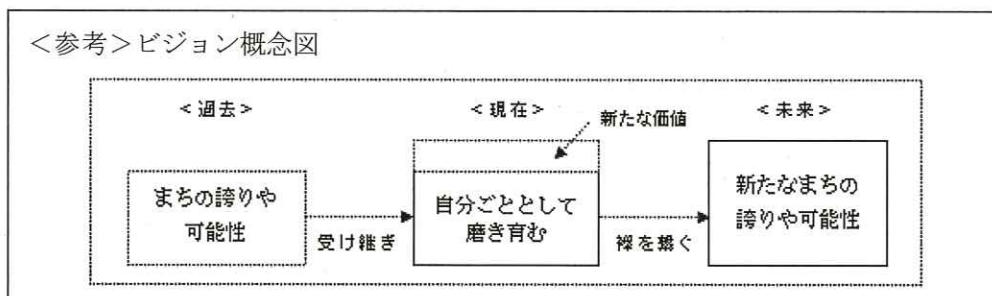 ＜参考＞ビジョン概念図
＜過去＞
＜現在＞
新たな価値
＜未来＞
まちの誇りや
可能性
受け継ぎ
自分ごととして
磨き育む
襷を繋ぐ
新たなまちの
誇りや可能性